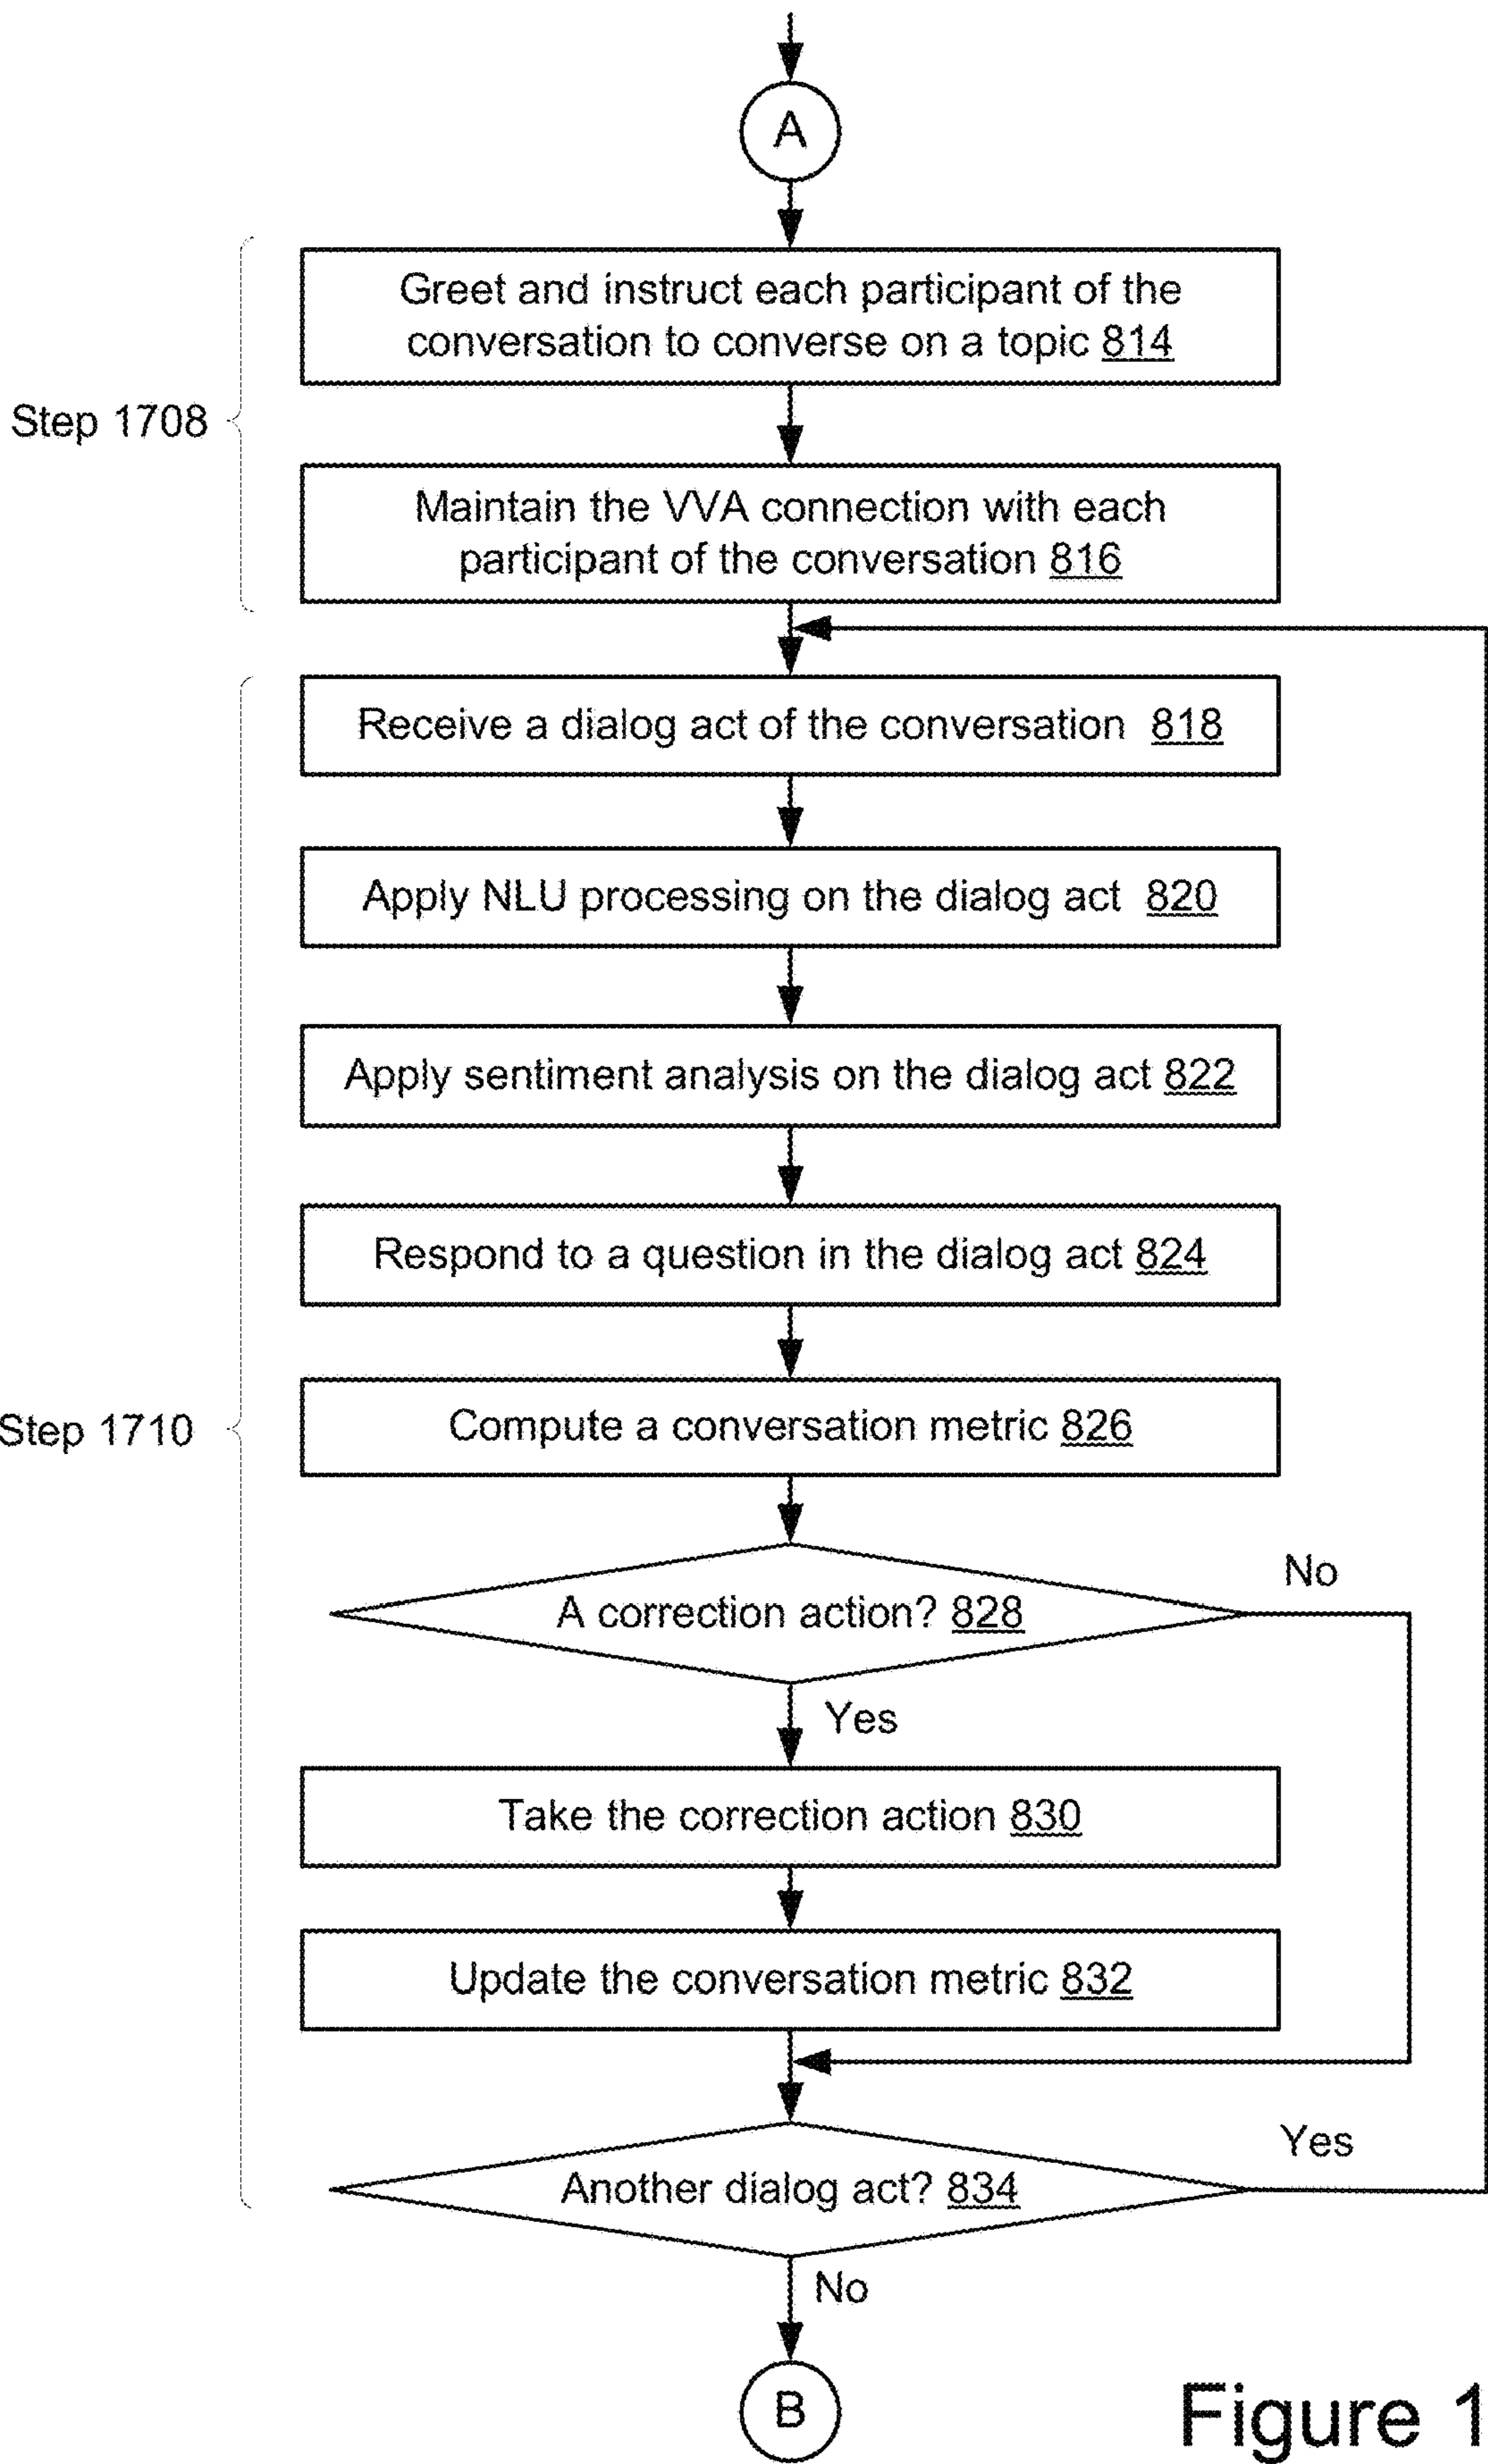 A
Greet and instruct each participant of the
conversation to converse on a topic 814
Step 1708
Maintain the VVA connection with each
participant of the conversation 816
Receive a dialog act of the conversation 818
Apply NLU processing on the dialog act 820
Apply sentiment analysis on the dialog act 822
Respond to a question in the dialog act 824
Step 1710
Compute a conversation metric 826
A correction action? 828
No
Yes
Take the correction action 830
Update the conversation metric 832
Another dialog act? 834
Yes
No
B
Figure 1